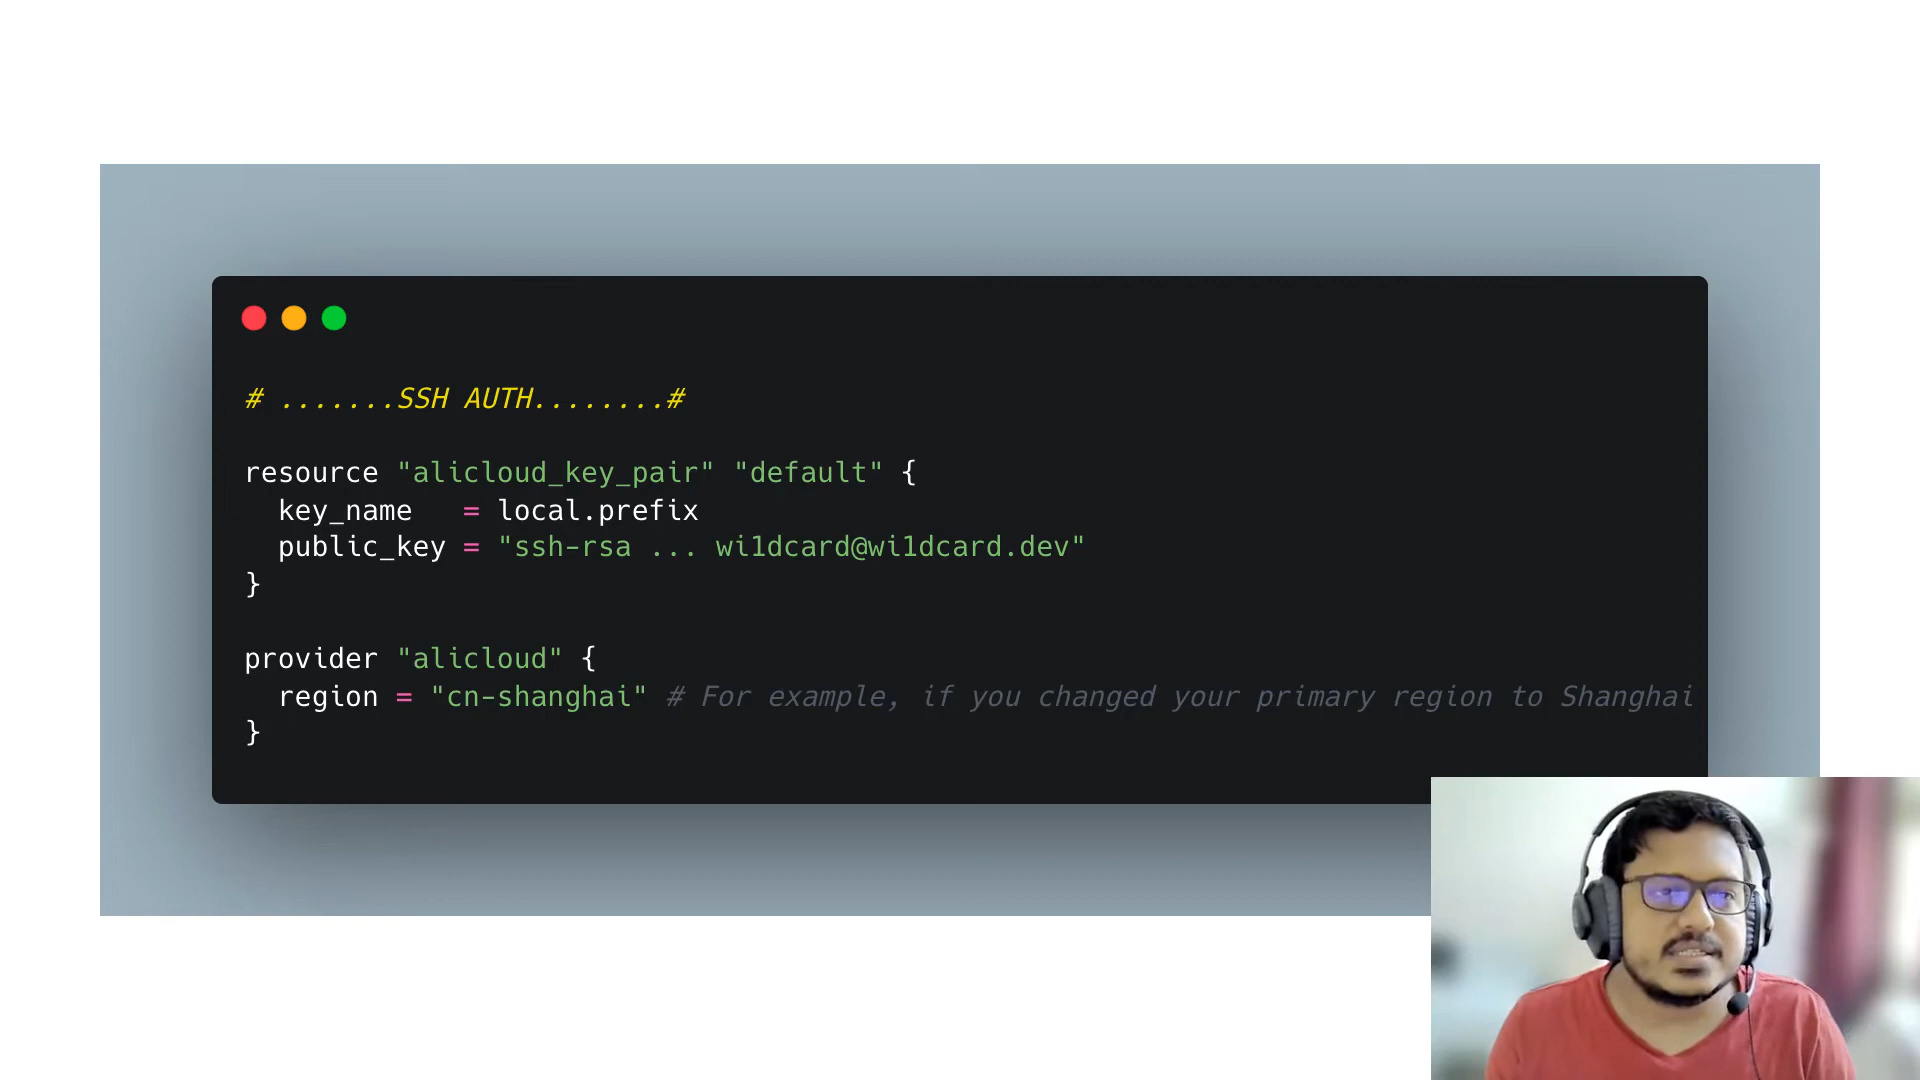 # .......SSH AUTH........#
resource "alicloud_key_pair" "default" {
key_name = local.prefix
public_key = "ssh-rsa ... wi1dcard@wi1dcard.dev"
}
provider "alicloud" {
region = "cn-shanghai" # For example, if you changed your primary region to Shanghai
}